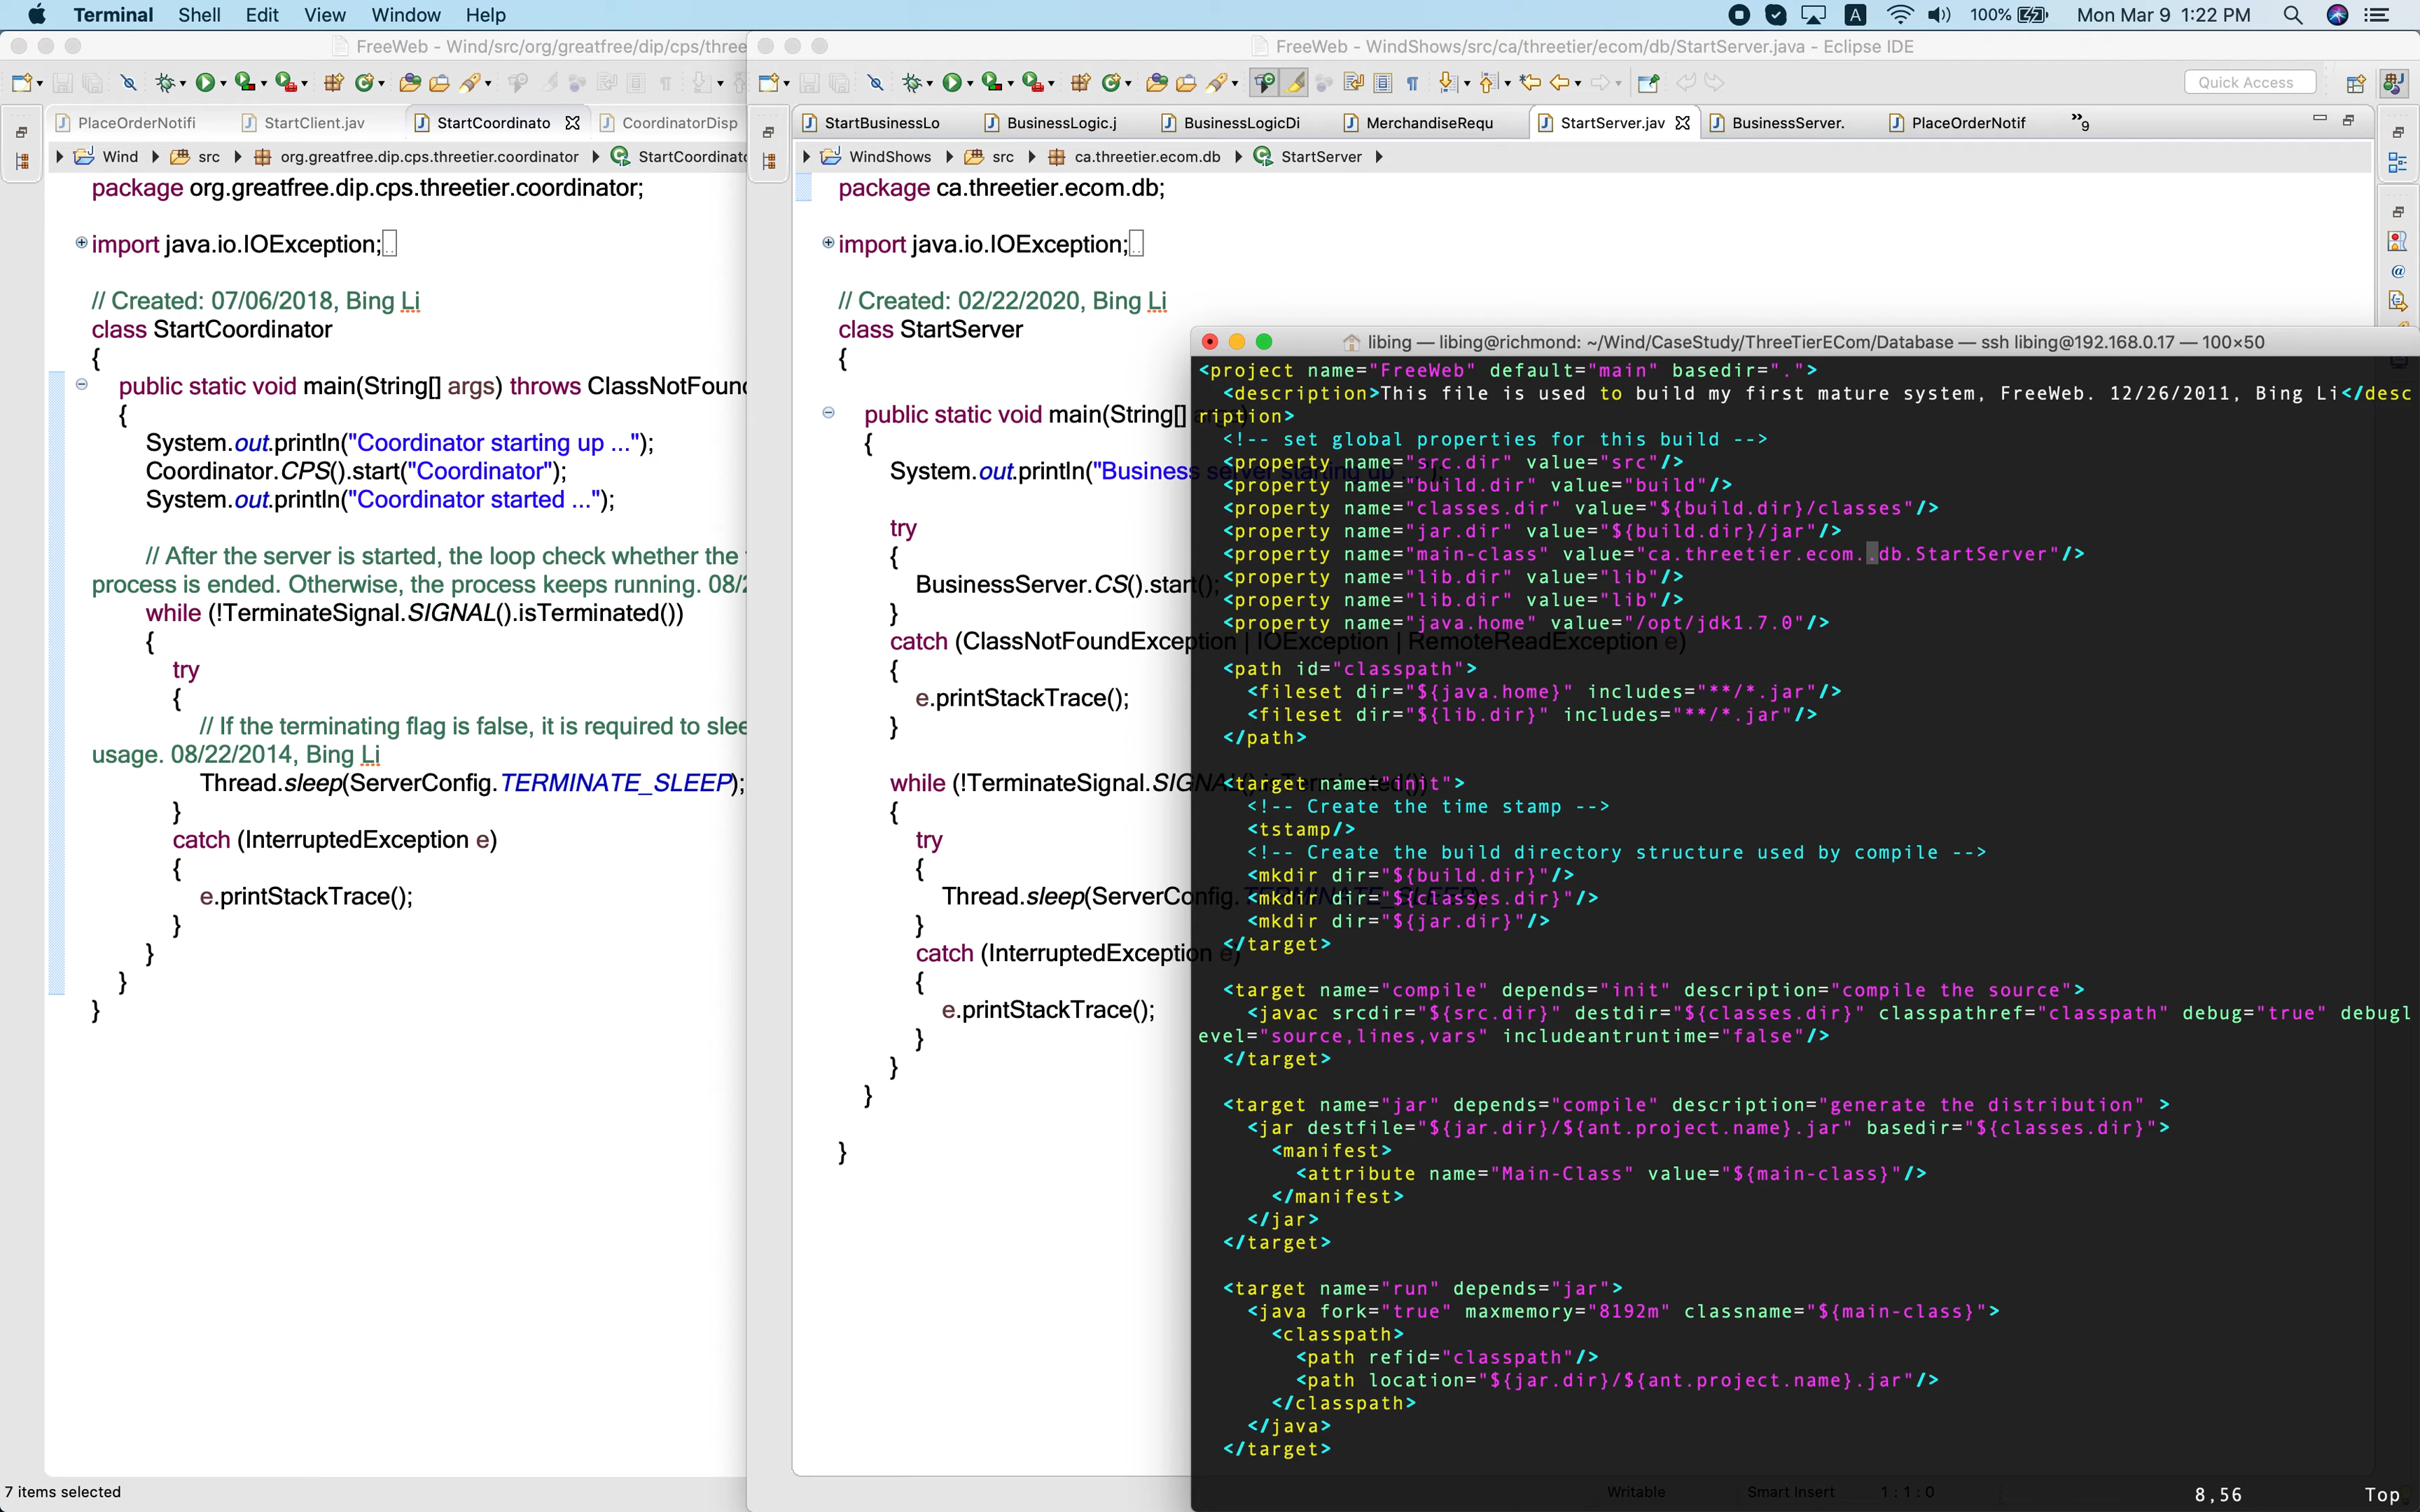 Terminal Shell Edit View Window Help
A 100% Mon Mar 9 1:22 PM
FreeWeb - Wind/src/org/greatfree/dip/cps/three
PlaceOrderNotifi StartClient.jav StartCoordinato CoordinatorDisp
Wind src org.greatfree.dip.cps.threetier.coordinator StartCoordinato
package org.greatfree.dip.cps.threetier.coordinator;
import java.io.IOException;
// Created: 07/06/2018, Bing Li
class StartCoordinator
{
public static void main(String[] args) throws ClassNotFound
{
System.out.println("Coordinator starting up ...");
Coordinator.CPS().start("Coordinator");
System.out.println("Coordinator started ...");
// After the server is started, the loop check whether the
process is ended. Otherwise, the process keeps running. 08/2
while (!TerminateSignal.SIGNAL().isTerminated())
{
try
{
// If the terminating flag is false, it is required to slee
usage. 08/22/2014, Bing Li
Thread.sleep(ServerConfig.TERMINATE_SLEEP);
}
catch (InterruptedException e)
{
e.printStackTrace();
}
}
}
}
7 items selected
FreeWeb - WindShows/src/ca/threetier/ecom/db/StartServer.java - Eclipse IDE
Quick Access
StartBusinessLo BusinessLogic.j BusinessLogicDi MerchandiseRequ StartServer.jav BusinessServer. PlaceOrderNotif »9
WindShows src ca.threetier.ecom.db StartServer
package ca.threetier.ecom.db;
import java.io.IOException;
// Created: 02/22/2020, Bing Li
class StartServer
{
public static void main(String[] args)
{
System.out.println("Business server starting up ...");
try
{
BusinessServer.CS().start();
}
catch (ClassNotFoundException | IOException | RemoteReadException e)
{
e.printStackTrace();
}
while (!TerminateSignal.SIGNAL().isTerminated())
{
try
{
Thread.sleep(ServerConfig.TERMINATE_SLEEP);
}
catch (InterruptedException e)
{
e.printStackTrace();
}
}
}
}
Writable Smart Insert 1 : 1 : 0
libing — libing@richmond: ~/Wind/CaseStudy/ThreeTierECom/Database — ssh libing@192.168.0.17 — 100×50
<project name="FreeWeb" default="main" basedir=".">
<description>This file is used to build my first mature system, FreeWeb. 12/26/2011, Bing Li</desc
ription>
<!-- set global properties for this build -->
<property name="src.dir" value="src"/>
<property name="build.dir" value="build"/>
<property name="classes.dir" value="${build.dir}/classes"/>
<property name="jar.dir" value="${build.dir}/jar"/>
<property name="main-class" value="ca.threetier.ecom..db.StartServer"/>
<property name="lib.dir" value="lib"/>
<property name="lib.dir" value="lib"/>
<property name="java.home" value="/opt/jdk1.7.0"/>
<path id="classpath">
<fileset dir="${java.home}" includes="**/*.jar"/>
<fileset dir="${lib.dir}" includes="**/*.jar"/>
</path>
<target name="init">
<!-- Create the time stamp -->
<tstamp/>
<!-- Create the build directory structure used by compile -->
<mkdir dir="${build.dir}"/>
<mkdir dir="${classes.dir}"/>
<mkdir dir="${jar.dir}"/>
</target>
<target name="compile" depends="init" description="compile the source">
<javac srcdir="${src.dir}" destdir="${classes.dir}" classpathref="classpath" debug="true" debugl
evel="source,lines,vars" includeantruntime="false"/>
</target>
<target name="jar" depends="compile" description="generate the distribution" >
<jar destfile="${jar.dir}/${ant.project.name}.jar" basedir="${classes.dir}">
<manifest>
<attribute name="Main-Class" value="${main-class}"/>
</manifest>
</jar>
</target>
<target name="run" depends="jar">
<java fork="true" maxmemory="8192m" classname="${main-class}">
<classpath>
<path refid="classpath"/>
<path location="${jar.dir}/${ant.project.name}.jar"/>
</classpath>
</java>
</target>
8,56 Top